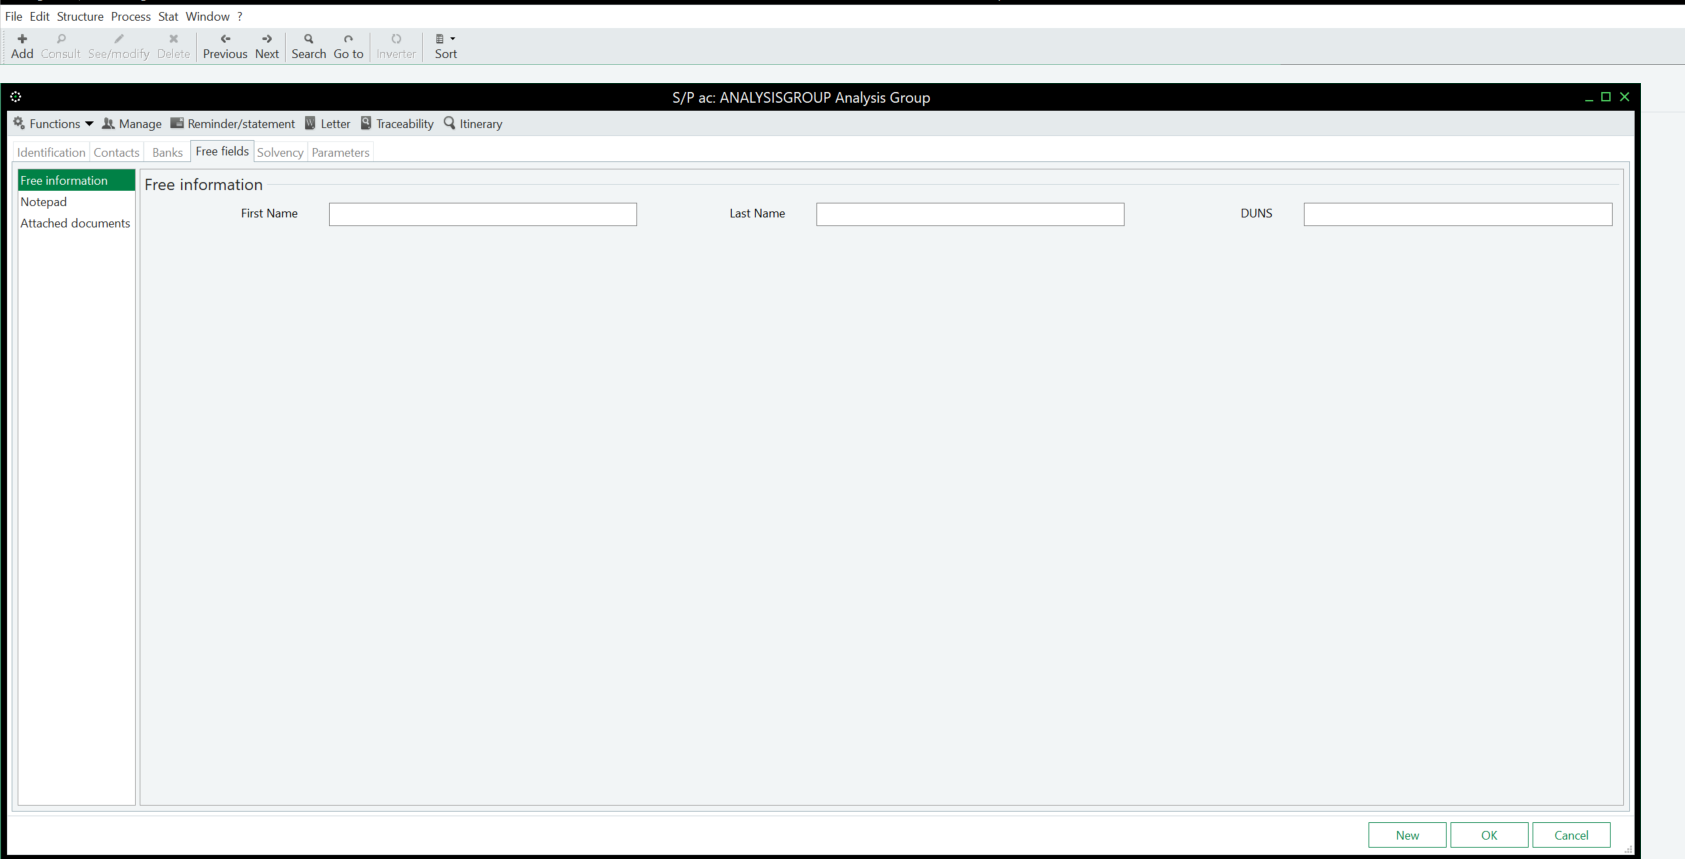 File Edit Structure Process Stat Window ?
Add Consult See/modify Delete Previous Next Search Go to Inverter Sort
S/P ac: ANALYSISGROUP Analysis Group
Functions Manage Reminder/statement Letter Traceability Itinerary
Identification Contacts Banks Free fields Solvency Parameters
Free information
Notepad
Attached documents
Free information
First Name Last Name DUNS
New OK Cancel